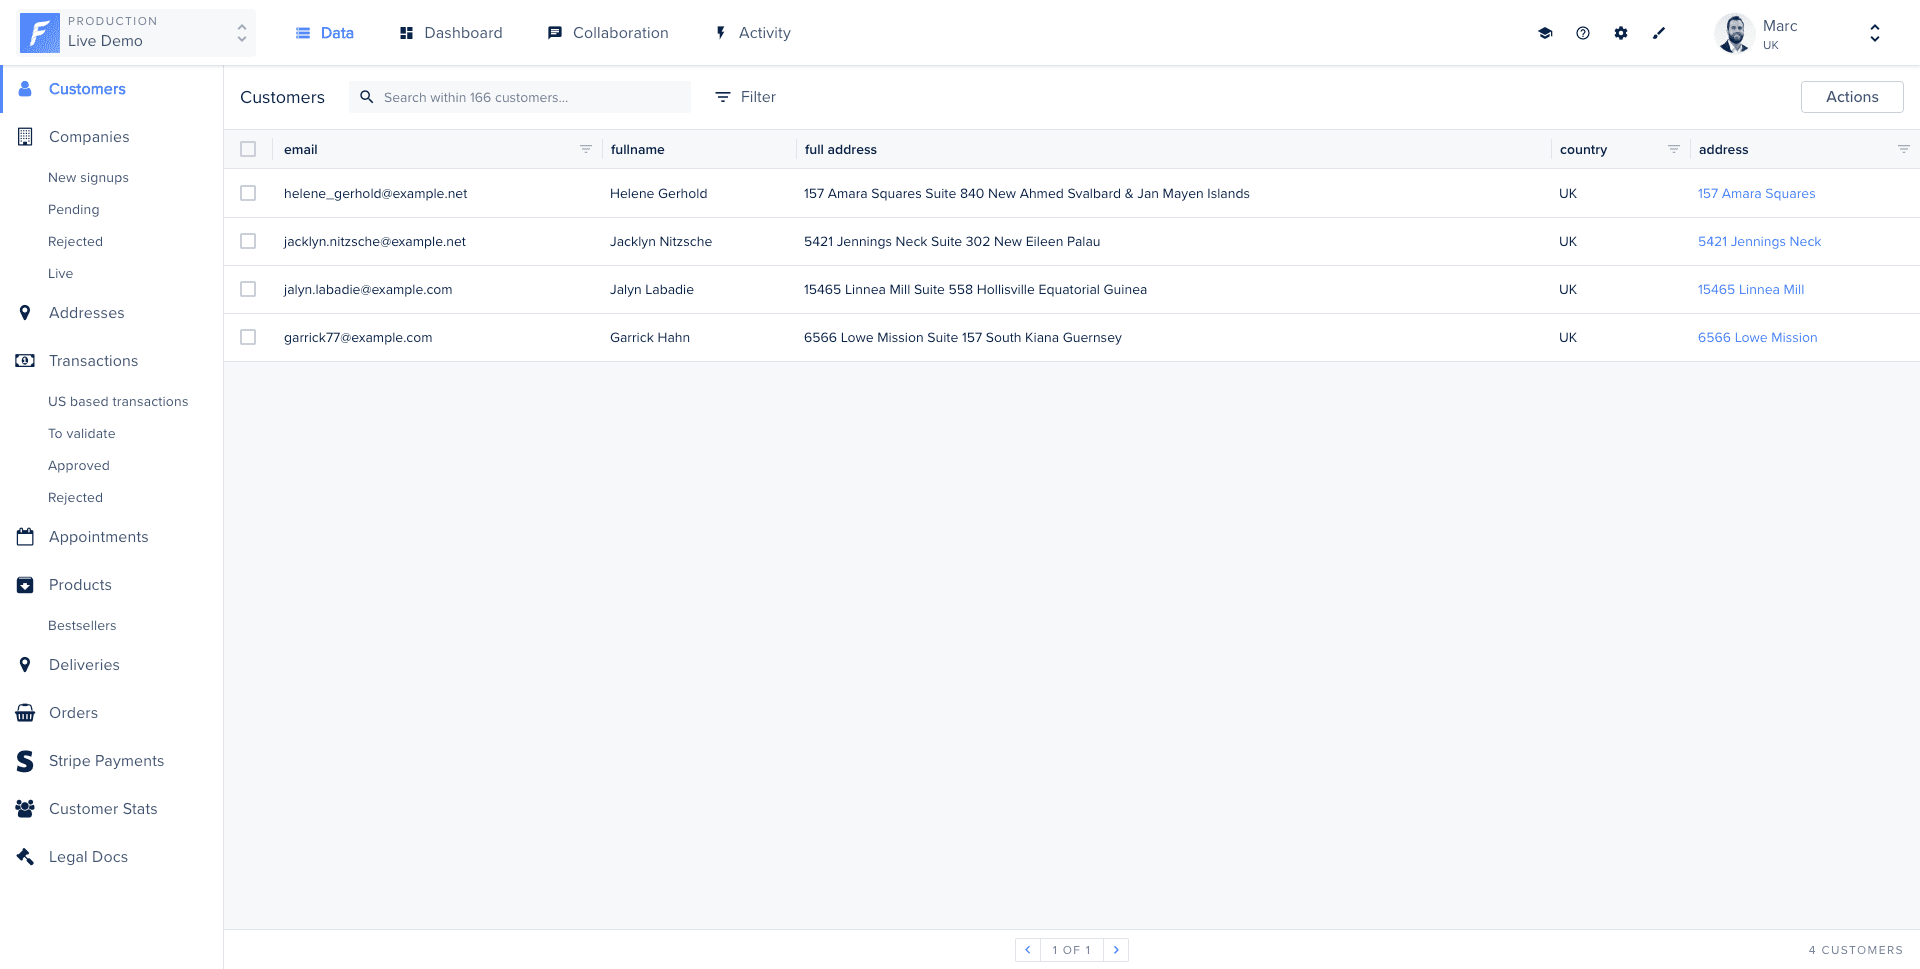 PRODUCTION
Live Demo
Data
Dashboard
Collaboration
Activity
Marc
UK
Customers
Companies
New signups
Pending
Rejected
Live
Addresses
Transactions
US based transactions
To validate
Approved
Rejected
Appointments
Products
Bestsellers
Deliveries
Orders
Stripe Payments
Customer Stats
Legal Docs
Customers
Search within 166 customers...
Filter
Actions
email fullname full address country address
helene_gerhold@example.net Helene Gerhold 157 Amara Squares Suite 840 New Ahmed Svalbard & Jan Mayen Islands UK 157 Amara Squares
jacklyn.nitzsche@example.net Jacklyn Nitzsche 5421 Jennings Neck Suite 302 New Eileen Palau UK 5421 Jennings Neck
jalyn.labadie@example.com Jalyn Labadie 15465 Linnea Mill Suite 558 Hollisville Equatorial Guinea UK 15465 Linnea Mill
garrick77@example.com Garrick Hahn 6566 Lowe Mission Suite 157 South Kiana Guernsey UK 6566 Lowe Mission
1 OF 1
4 CUSTOMERS